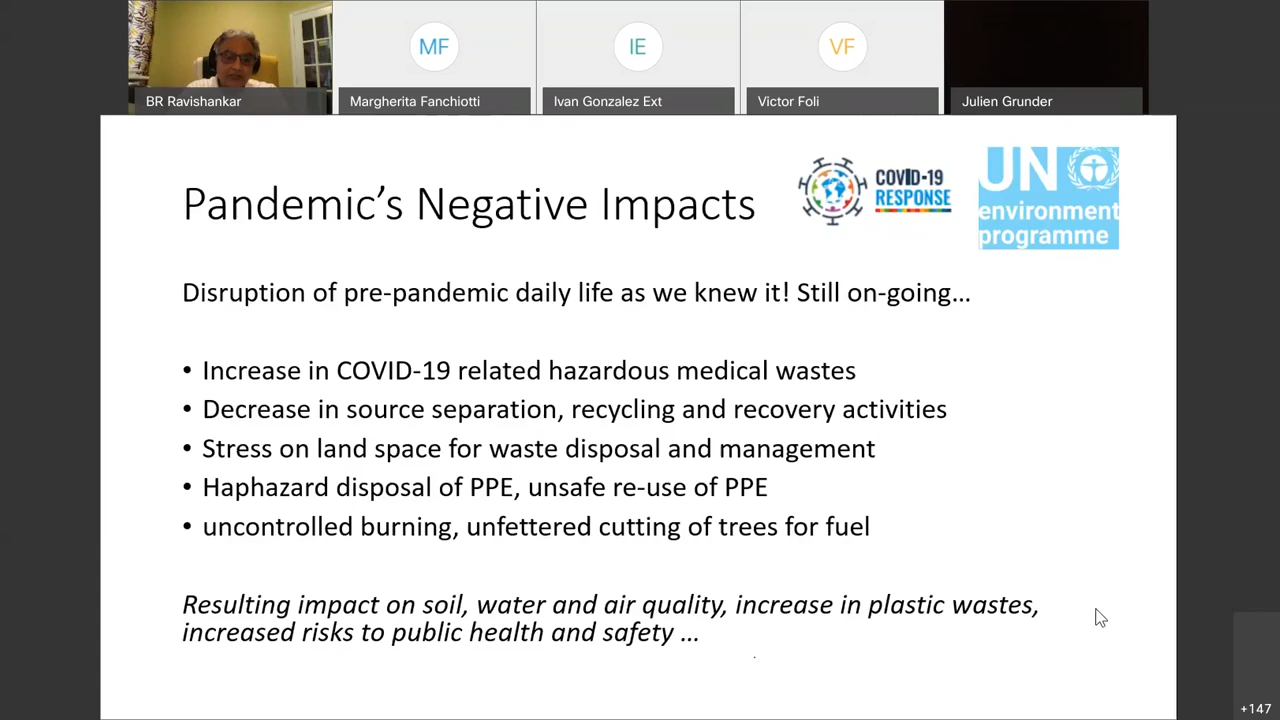 MF
IE
VF
BR Ravishankar
Margherita Fanchiotti
Ivan Gonzalez Ext
Victor Foli
Julien Grunder
Pandemic's Negative Impacts
COVID-19
RESPONSE
UN
environment
programme
Disruption of pre-pandemic daily life as we knew it! Still on-going...
• Increase in COVID-19 related hazardous medical wastes
• Decrease in source separation, recycling and recovery activities
• Stress on land space for waste disposal and management
• Haphazard disposal of PPE, unsafe re-use of PPE
• uncontrolled burning, unfettered cutting of trees for fuel
Resulting impact on soil, water and air quality, increase in plastic wastes,
increased risks to public health and safety ...
+147